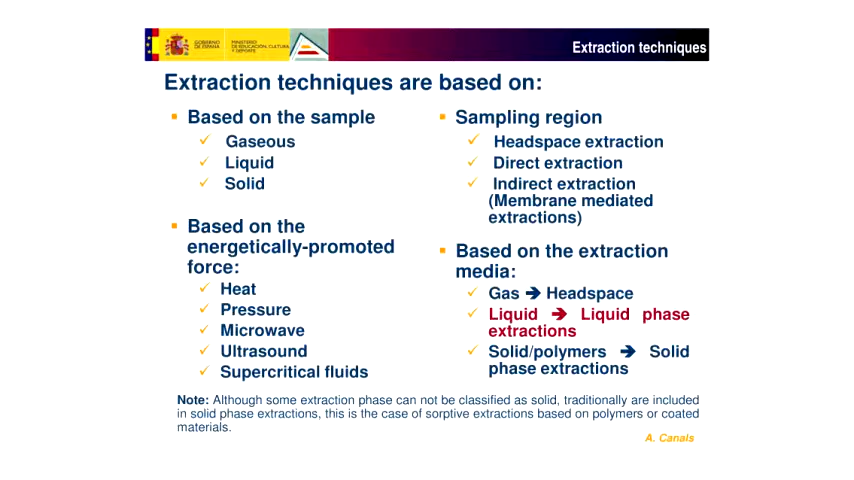 GOBIERNO
DE ESPAÑA
MINISTERIO
DE EDUCACIÓN, CULTURA
Y DEPORTE
Extraction techniques
Extraction techniques are based on:
▪ Based on the sample
✓ Gaseous
✓ Liquid
✓ Solid
▪ Based on the
energetically-promoted
force:
✓ Heat
✓ Pressure
✓ Microwave
✓ Ultrasound
✓ Supercritical fluids
▪ Sampling region
✓ Headspace extraction
✓ Direct extraction
✓ Indirect extraction
(Membrane mediated
extractions)
▪ Based on the extraction
media:
✓ Gas ➔ Headspace
✓ Liquid ➔ Liquid phase
extractions
✓ Solid/polymers ➔ Solid
phase extractions
Note: Although some extraction phase can not be classified as solid, traditionally are included
in solid phase extractions, this is the case of sorptive extractions based on polymers or coated
materials.
A. Canals